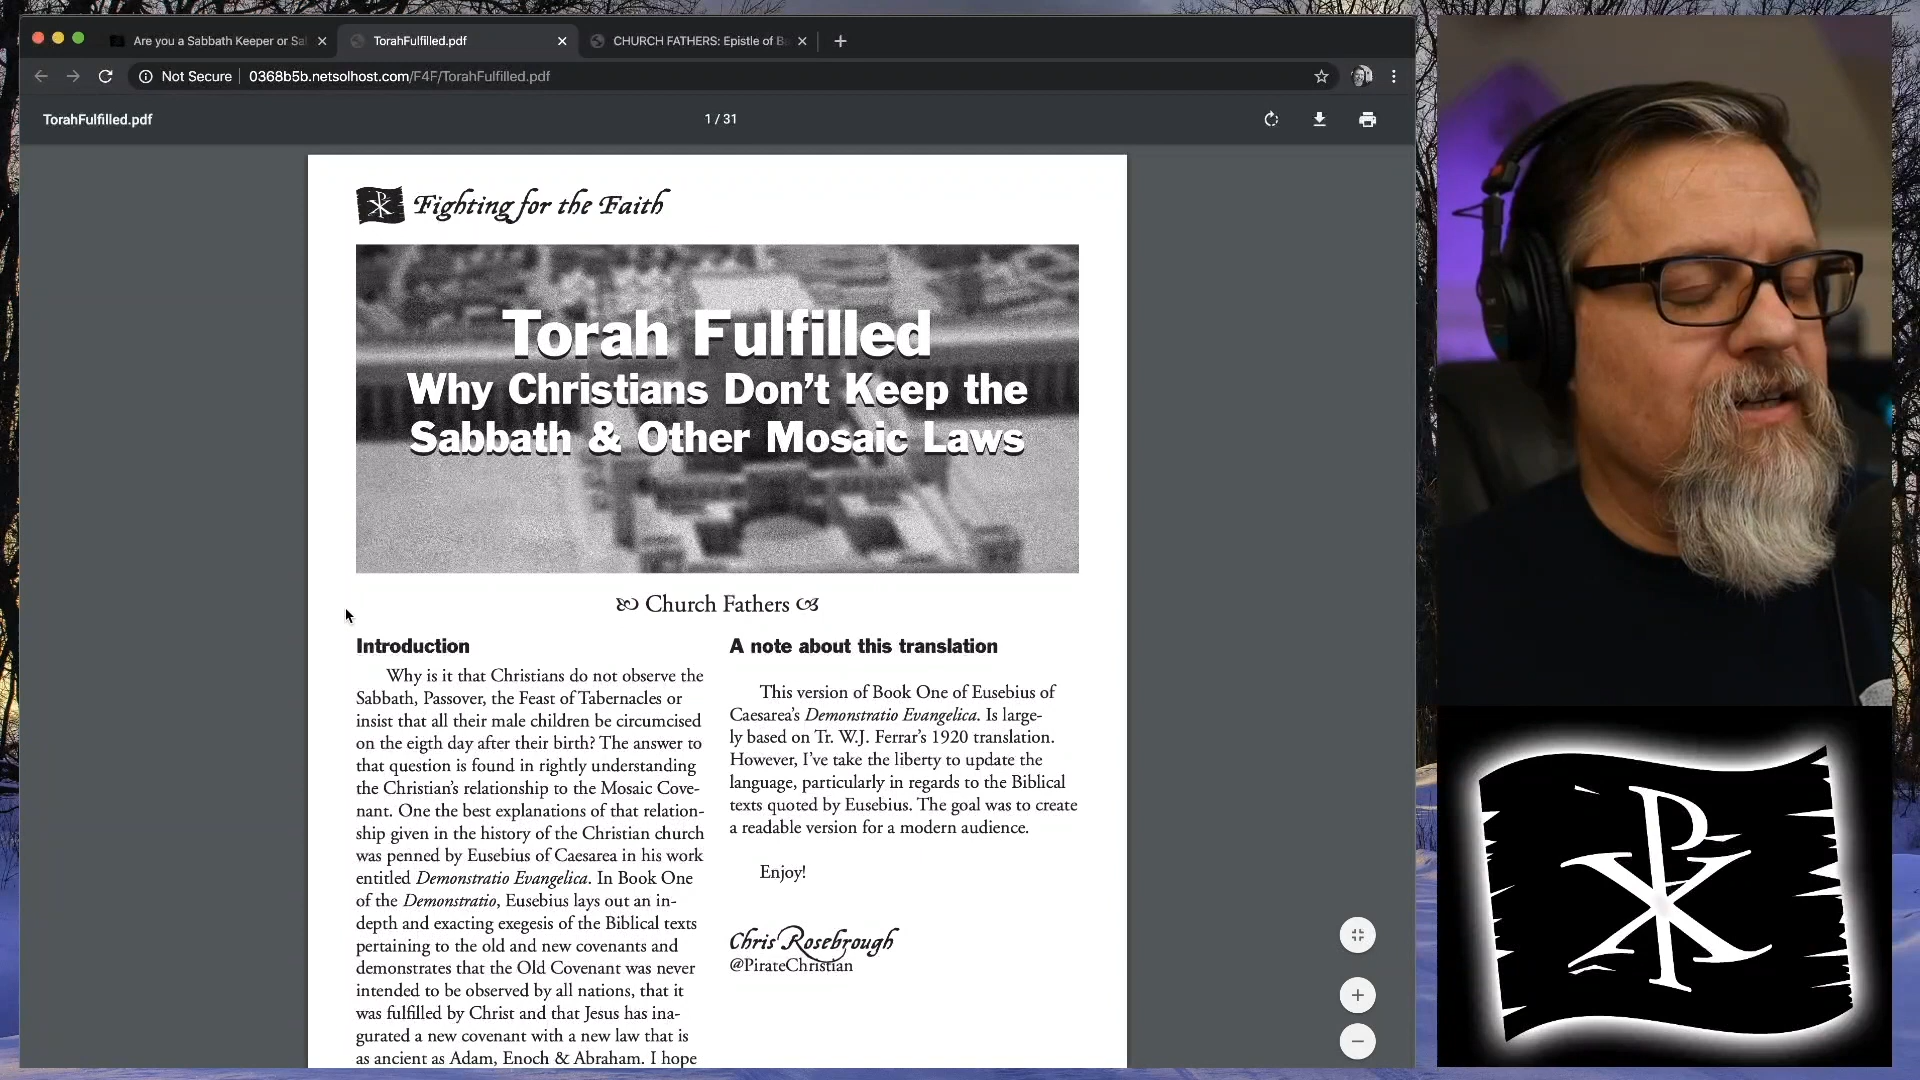 Are you a Sabbath Keeper or Sa
TorahFulfilled.pdf
CHURCH FATHERS: Epistle of B
Not Secure
0368b5b.netsolhost.com/F4F/TorahFulfilled.pdf
TorahFulfilled.pdf
1 / 31
Fighting for the Faith
Torah Fulfilled
Why Christians Don't Keep the
Sabbath & Other Mosaic Laws
Church Fathers
Introduction
Why is it that Christians do not observe the
Sabbath, Passover, the Feast of Tabernacles or
insist that all their male children be circumcised
on the eigth day after their birth? The answer to
that question is found in rightly understanding
the Christian's relationship to the Mosaic Cove-
nant. One the best explanations of that relation-
ship given in the history of the Christian church
was penned by Eusebius of Caesarea in his work
entitled Demonstratio Evangelica. In Book One
of the Demonstratio, Eusebius lays out an in-
depth and exacting exegesis of the Biblical texts
pertaining to the old and new covenants and
demonstrates that the Old Covenant was never
intended to be observed by all nations, that it
was fulfilled by Christ and that Jesus has ina-
gurated a new covenant with a new law that is
as ancient as Adam, Enoch & Abraham. I hope
A note about this translation
This version of Book One of Eusebius of
Caesarea's Demonstratio Evangelica. Is large-
ly based on Tr. W.J. Ferrar's 1920 translation.
However, I've take the liberty to update the
language, particularly in regards to the Biblical
texts quoted by Eusebius. The goal was to create
a readable version for a modern audience.
Enjoy!
Chris Rosebrough
@PirateChristian